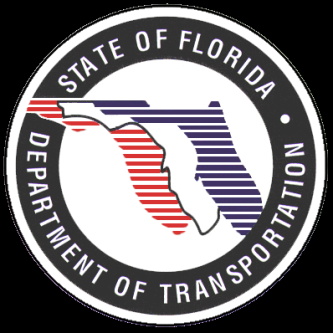 STATE OF FLORIDA •
DEPARTMENT OF TRANSPORTATION